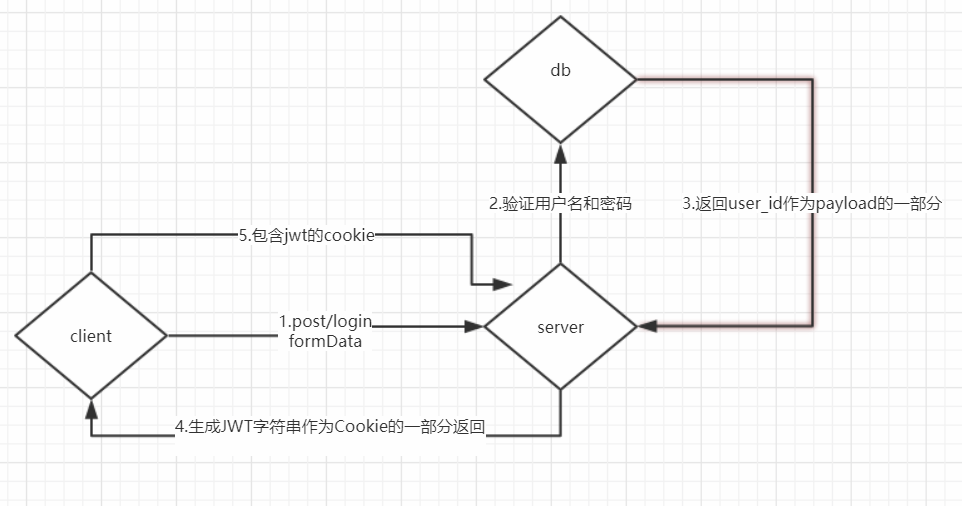 db
2.验证用户名和密码
3.返回user_id作为payload的一部分
5.包含jwt的cookie
client
1.post/login
formData
server
4.生成JWT字符串作为Cookie的一部分返回